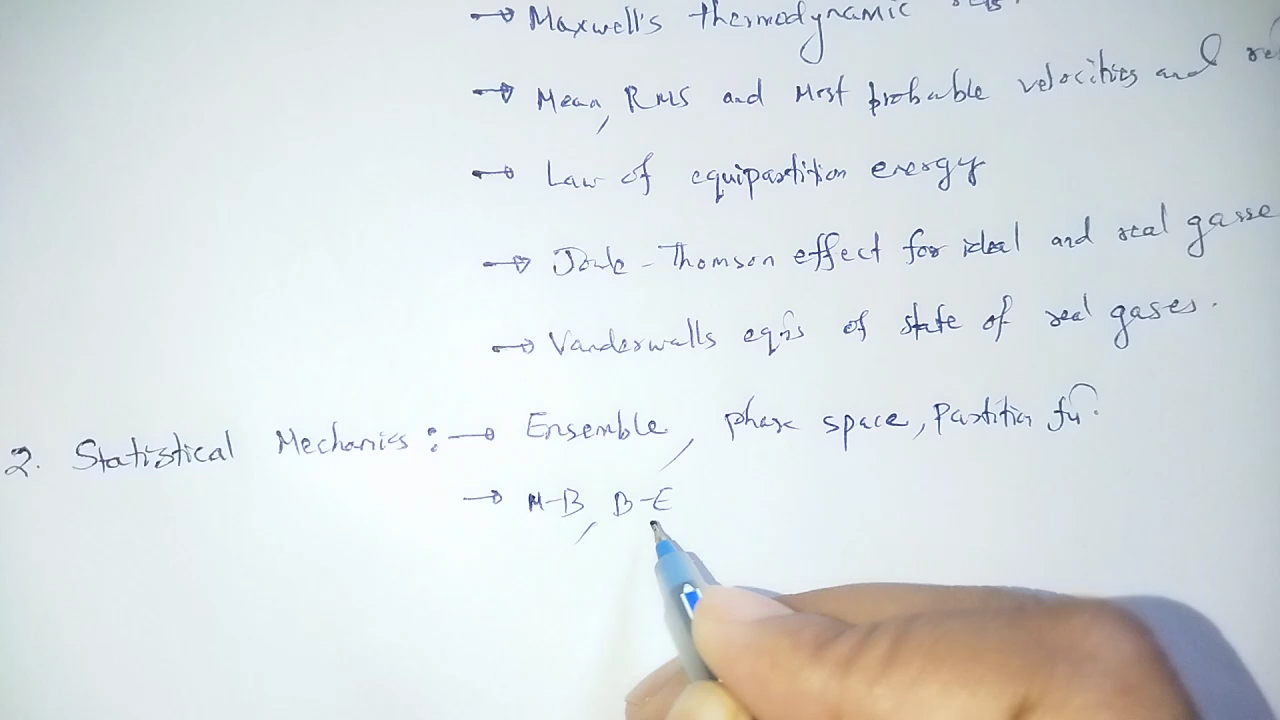 → Maxwell's thermodynamic
→ Mean, RMS and Most probable velocities and
→ Law of equipartition energy
→ Joule-Thomson effect for ideal and real gasse
→ Vanderwalls eqns of state of real gases.
2. Statistical Mechanics :→ Ensemble, phase space, Partition fn.
→ M-B, B-E